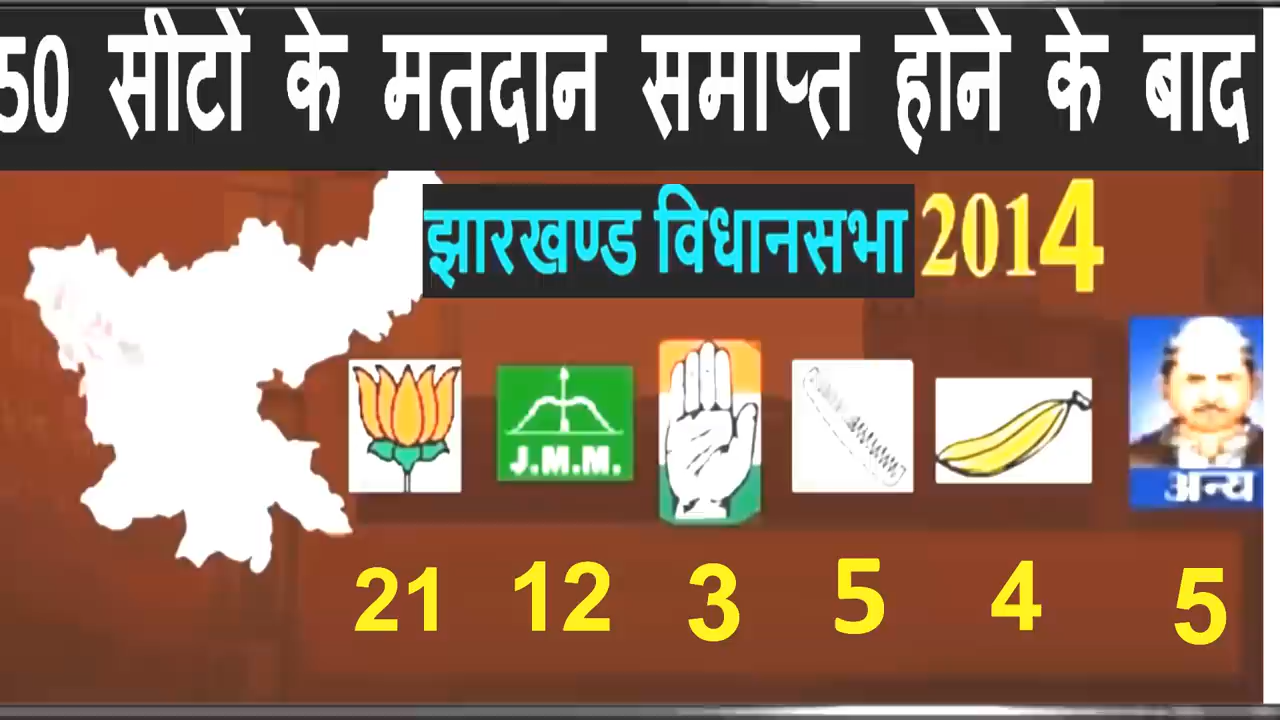 50 सीटों के मतदान समाप्त होने के बाद
झारखण्ड विधानसभा 2014
J.M.M.
अन्य
21 12 3 5 4 5